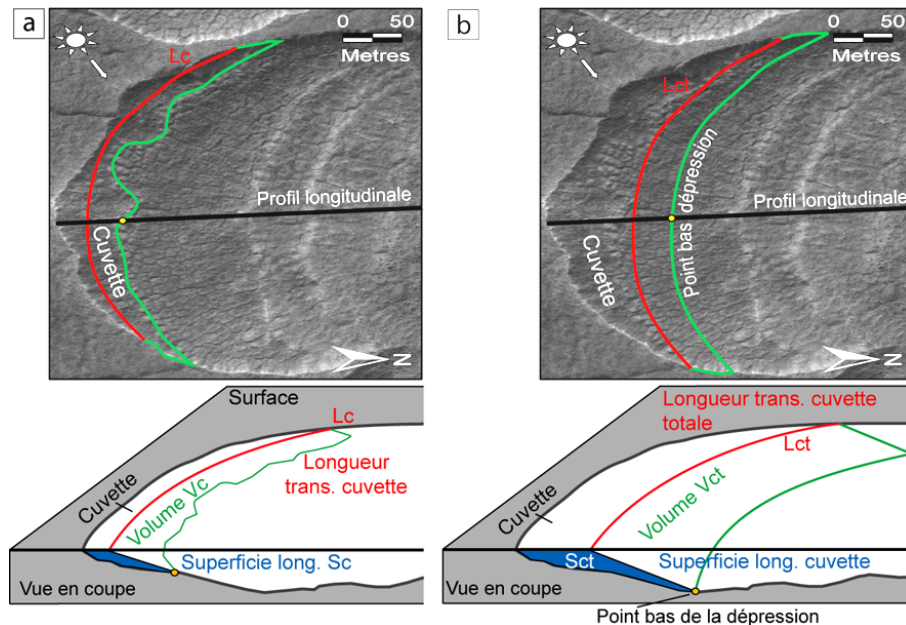 a
0 50
Metres
Lc
Profil longitudinale
Cuvette
N
Surface
Lc
Cuvette
Volume Vc
Longueur
trans. cuvette
Superficie long. Sc
Vue en coupe
b
0 50
Metres
Lct
Point bas dépression
Profil longitudinale
Cuvette
N
Longueur trans. cuvette
totale
Lct
Cuvette
Volume Vct
Sct
Superficie long. cuvette
Vue en coupe
Point bas de la dépression